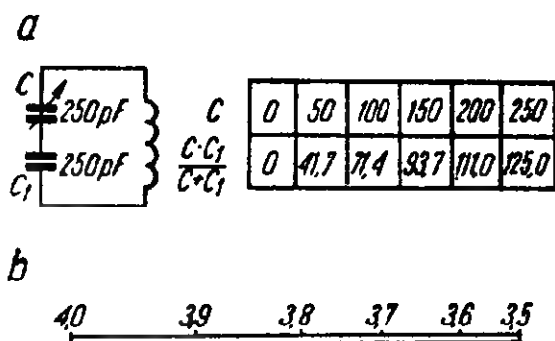 a
C 250pF
C 0 50 100 150 200 250
C1 250pF
C·C1
C+C1
0 41,7 71,4 93,7 111,0 125,0
b
4,0 3,9 3,8 3,7 3,6 3,5